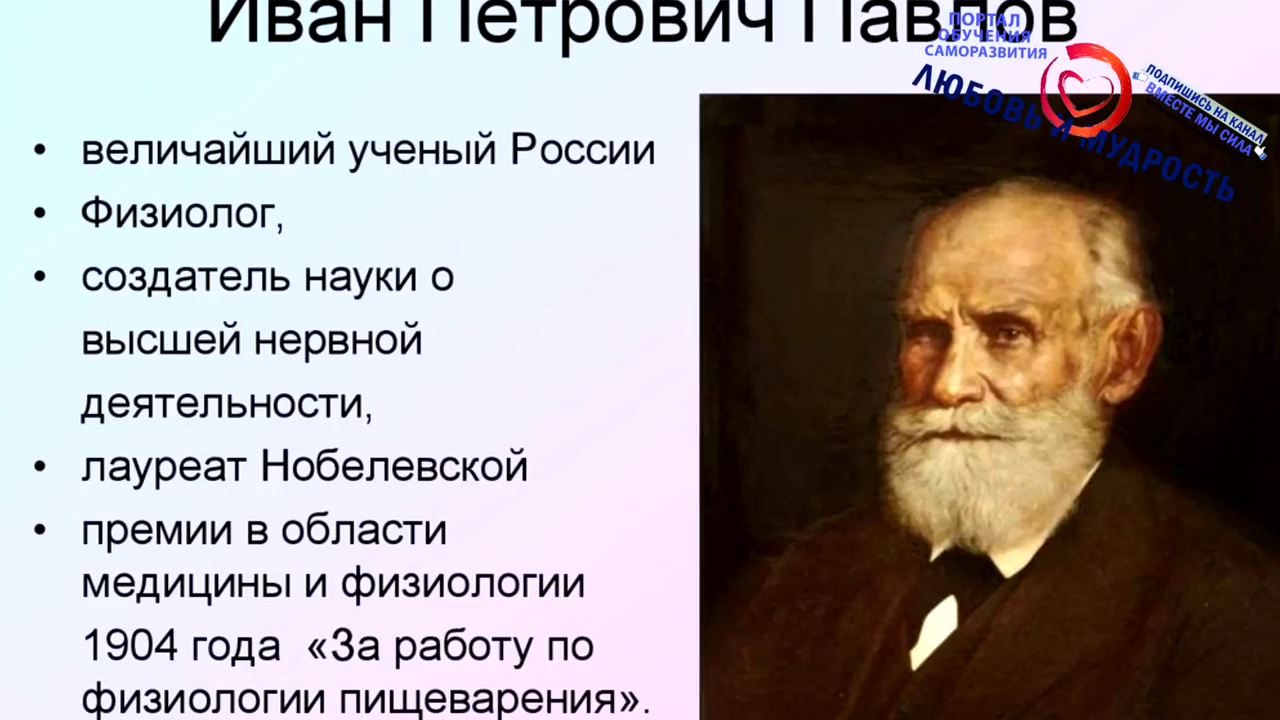 Иван Петрович Павлов
ПОРТАЛ
ОБУЧЕНИЯ
САМОРАЗВИТИЯ
ЛЮБОВЬ И МУДРОСТЬ
ПОДПИШИСЬ НА КАНАЛ
ВМЕСТЕ МЫ СИЛА
• величайший ученый России
• Физиолог,
• создатель науки о
высшей нервной
деятельности,
• лауреат Нобелевской
• премии в области
медицины и физиологии
1904 года «За работу по
физиологии пищеварения».